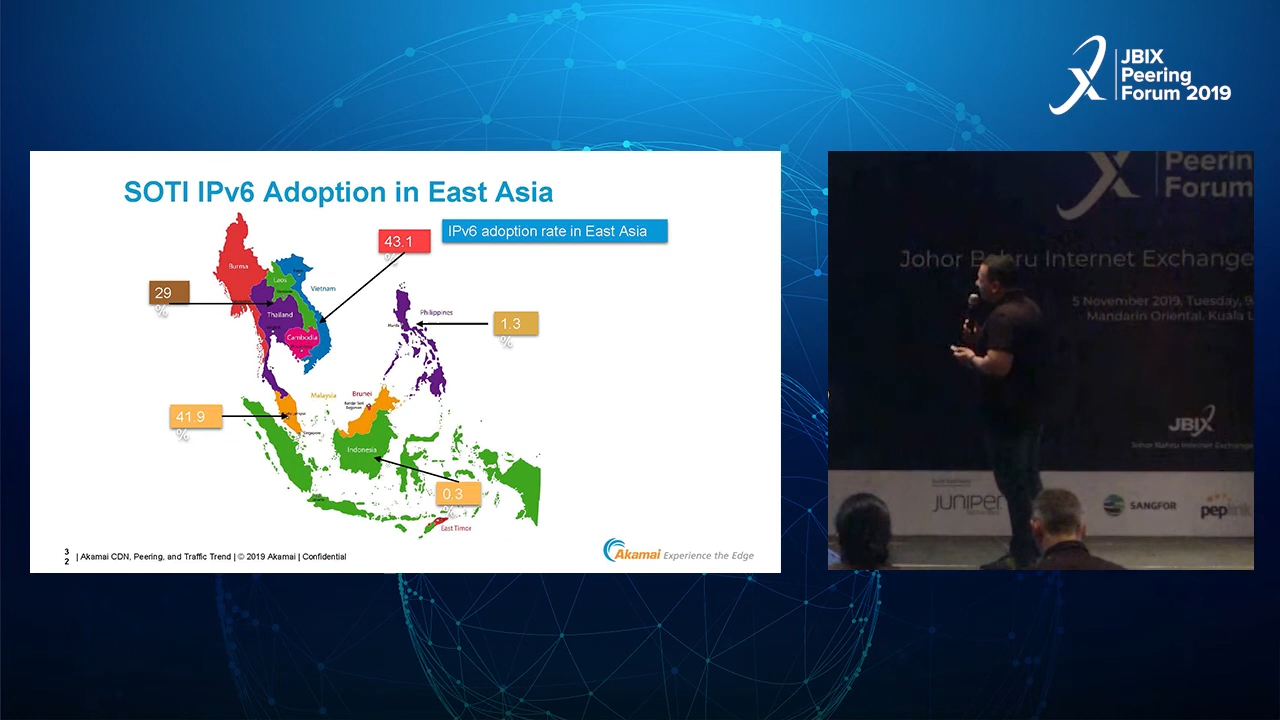 JBIX
Peering
Forum 2019
SOTI IPv6 Adoption in East Asia
IPv6 adoption rate in East Asia
43.1
%
29
%
1.3
%
41.9
%
0.3
%
Burma
Laos
Vietnam
Thailand
Cambodia
Philippines
Malaysia
Brunei
Indonesia
East Timor
3
2
| Akamai CDN, Peering, and Traffic Trend | © 2019 Akamai | Confidential
Akamai Experience the Edge
Peerin
Forum
Johor Bahru Internet Exchange
5 November 2019, Tuesday, 9
Mandarin Oriental, Kuala L
JBIX
Johor Bahru Internet Exchange
JUNIPER
SANGFOR
peplink